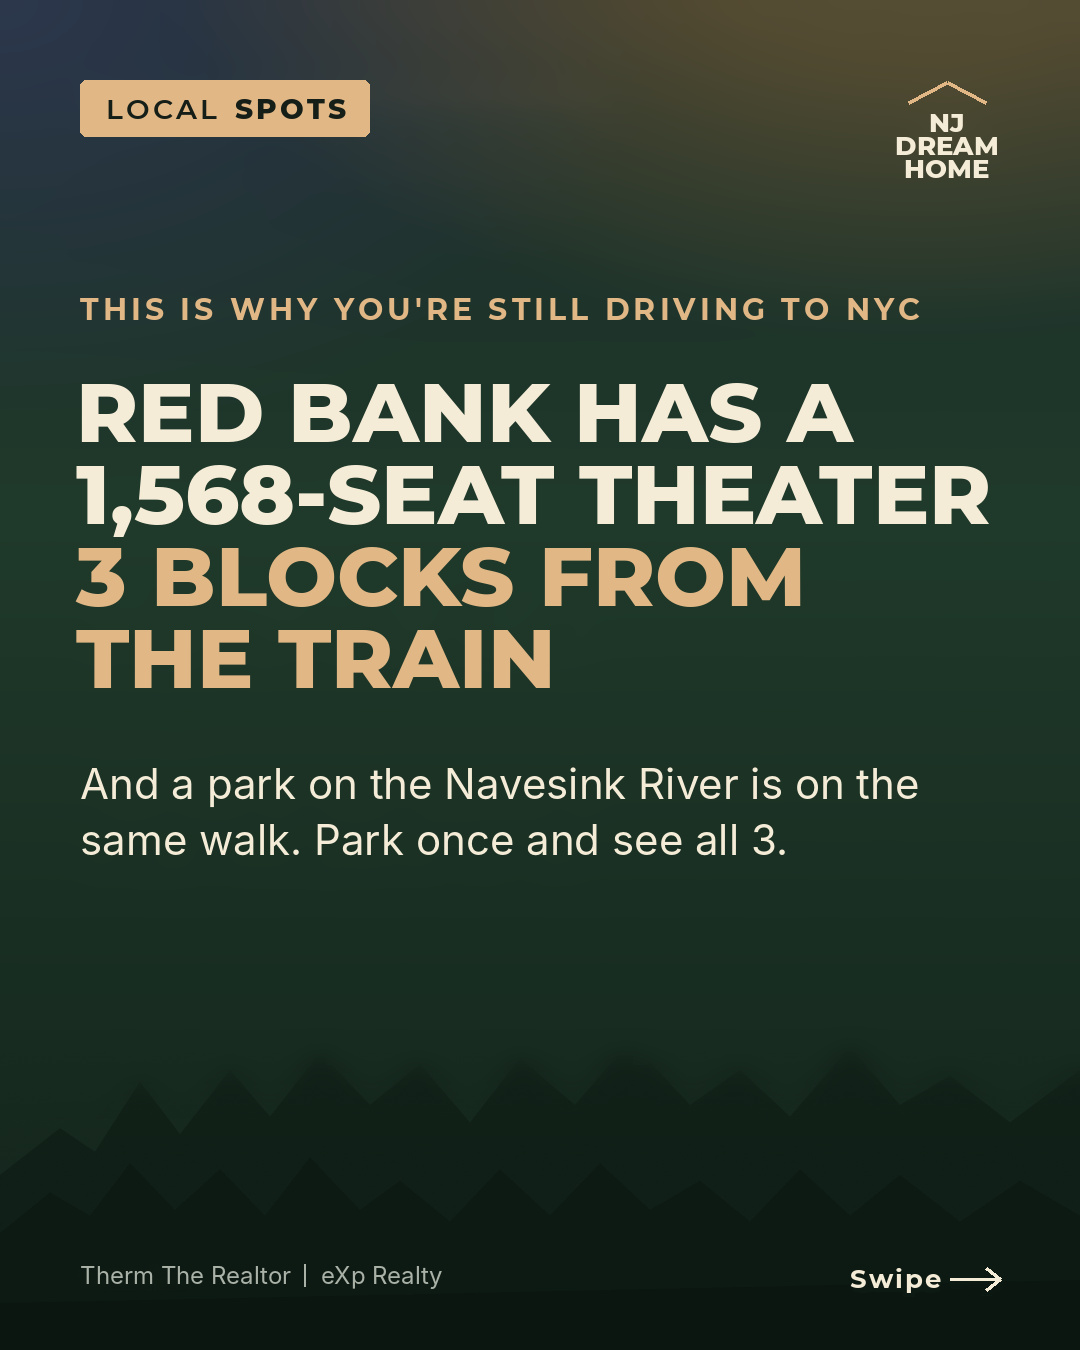 LOCAL SPOTS
NJ
DREAM
HOME
THIS IS WHY YOU'RE STILL DRIVING TO NYC
RED BANK HAS A
1,568-SEAT THEATER
3 BLOCKS FROM
THE TRAIN
And a park on the Navesink River is on the
same walk. Park once and see all 3.
Therm The Realtor | eXp Realty
Swipe